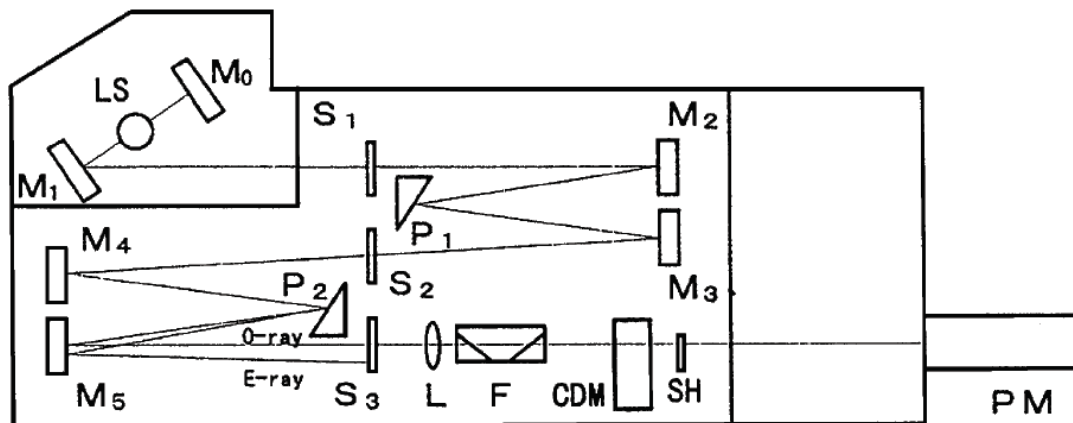 LS
M₀
M₁
S₁
M₂
P₁
M₄
P₂
S₂
M₃
O-ray
E-ray
M₅
S₃
L
F
CDM
SH
PM